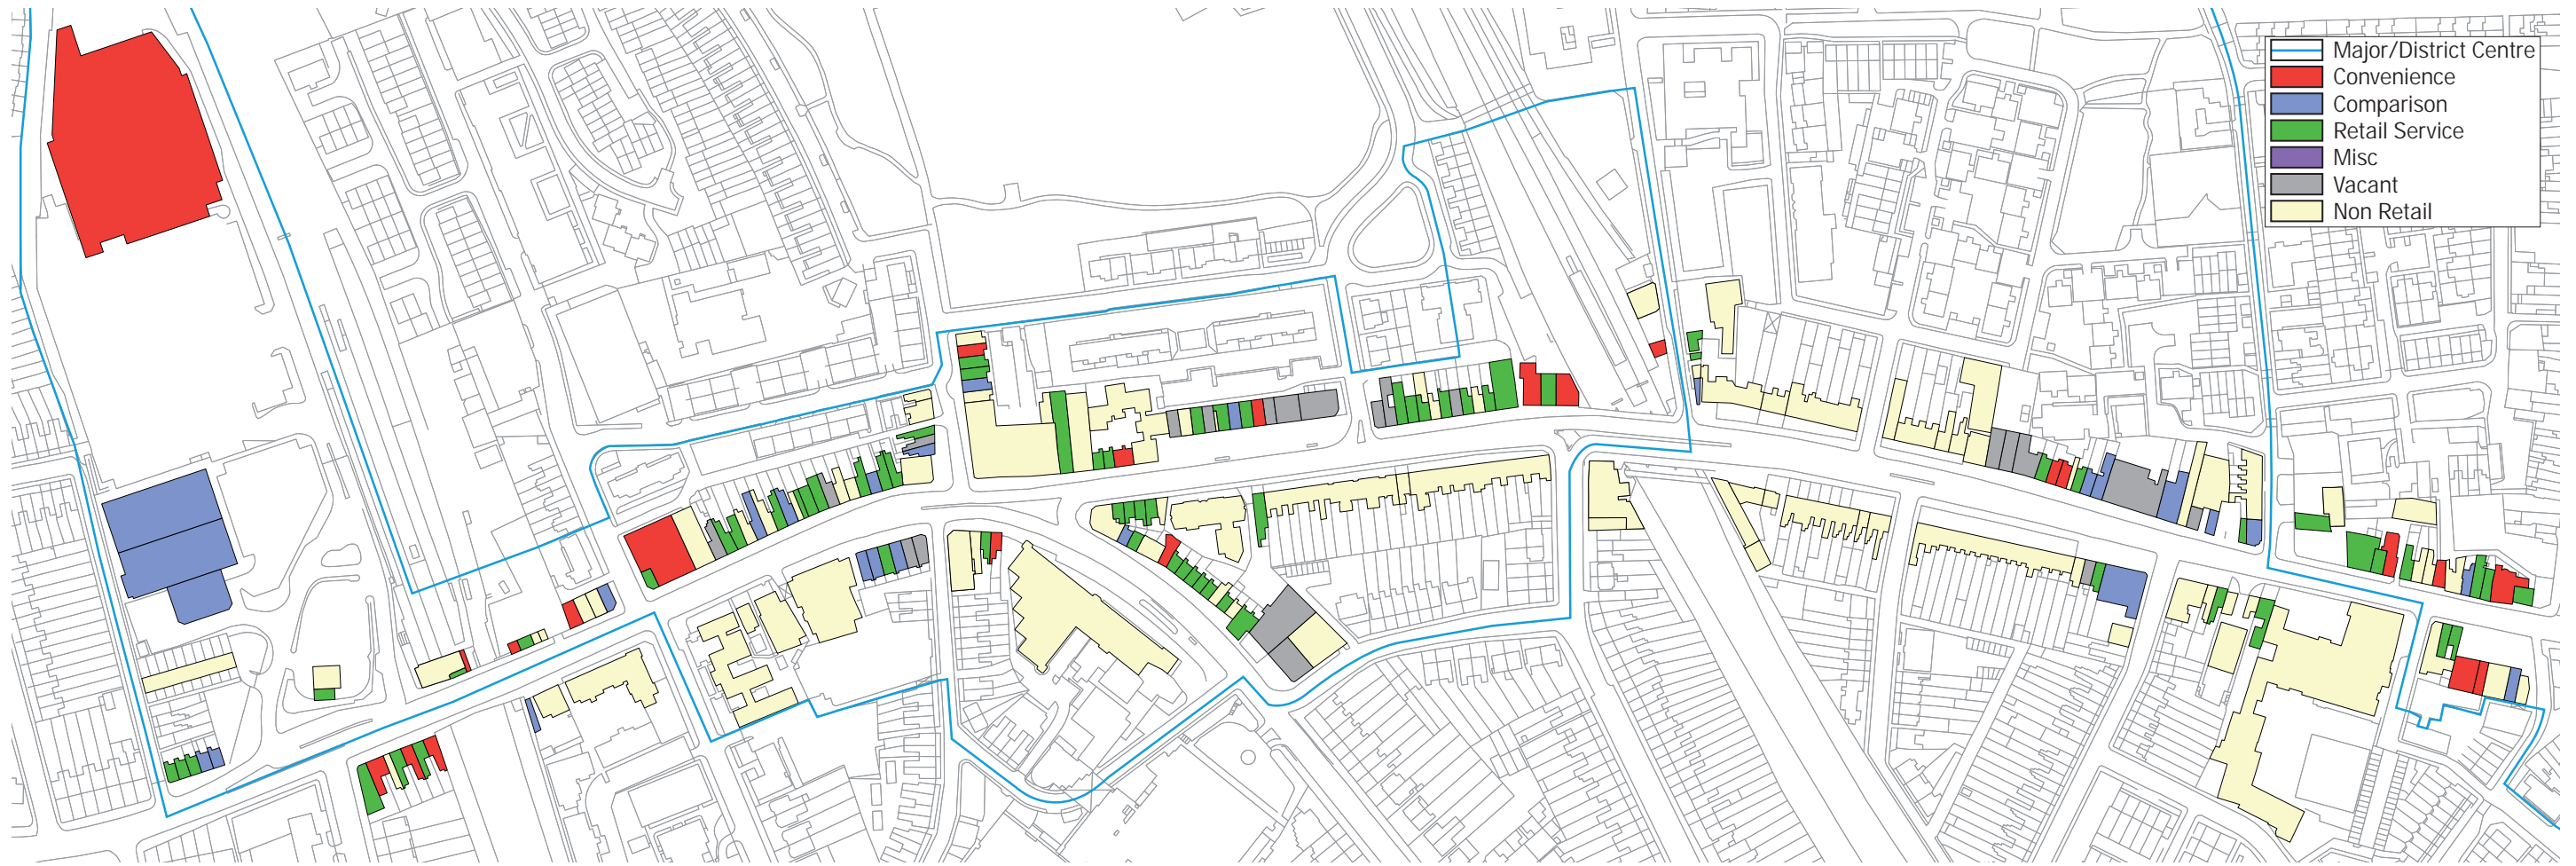 Major/District Centre
Convenience
Comparison
Retail Service
Misc
Vacant
Non Retail